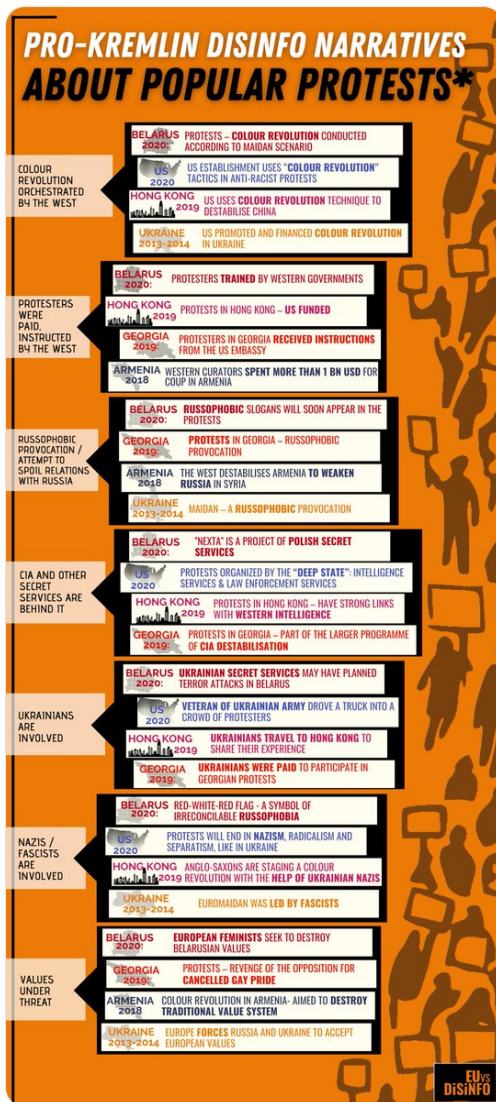 PRO-KREMLIN DISINFO NARRATIVES
ABOUT POPULAR PROTESTS*
COLOUR
REVOLUTION
ORCHESTRATED
BY THE WEST
BELARUS
2020:
PROTESTS – COLOUR REVOLUTION CONDUCTED
ACCORDING TO MAIDAN SCENARIO
US
2020
US ESTABLISHMENT USES "COLOUR REVOLUTION"
TACTICS IN ANTI-RACIST PROTESTS
HONG KONG
2019
US USES COLOUR REVOLUTION TECHNIQUE TO
DESTABILISE CHINA
UKRAINE
2013-2014
US PROMOTED AND FINANCED COLOUR REVOLUTION
IN UKRAINE
PROTESTERS
WERE
PAID,
INSTRUCTED
BY THE WEST
BELARUS
2020:
PROTESTERS TRAINED BY WESTERN GOVERNMENTS
HONG KONG
2019
PROTESTS IN HONG KONG – US FUNDED
GEORGIA
2019:
PROTESTERS IN GEORGIA RECEIVED INSTRUCTIONS
FROM THE US EMBASSY
ARMENIA
2018
WESTERN CURATORS SPENT MORE THAN 1 BN USD FOR
COUP IN ARMENIA
RUSSOPHOBIC
PROVOCATION /
ATTEMPT TO
SPOIL RELATIONS
WITH RUSSIA
BELARUS
2020:
RUSSOPHOBIC SLOGANS WILL SOON APPEAR IN THE
PROTESTS
GEORGIA
2019:
PROTESTS IN GEORGIA – RUSSOPHOBIC
PROVOCATION
ARMENIA
2018
THE WEST DESTABILISES ARMENIA TO WEAKEN
RUSSIA IN SYRIA
UKRAINE
2013-2014
MAIDAN – A RUSSOPHOBIC PROVOCATION
CIA AND OTHER
SECRET
SERVICES ARE
BEHIND IT
BELARUS
2020:
"NEXTA" IS A PROJECT OF POLISH SECRET
SERVICES
US
2020
PROTESTS ORGANIZED BY THE "DEEP STATE": INTELLIGENCE
SERVICES & LAW ENFORCEMENT SERVICES
HONG KONG
2019
PROTESTS IN HONG KONG – HAVE STRONG LINKS
WITH WESTERN INTELLIGENCE
GEORGIA
2019:
PROTESTS IN GEORGIA – PART OF THE LARGER PROGRAMME
OF CIA DESTABILISATION
UKRAINIANS
ARE
INVOLVED
BELARUS
2020:
UKRAINIAN SECRET SERVICES MAY HAVE PLANNED
TERROR ATTACKS IN BELARUS
US
2020
VETERAN OF UKRAINIAN ARMY DROVE A TRUCK INTO A
CROWD OF PROTESTERS
HONG KONG
2019
UKRAINIANS TRAVEL TO HONG KONG TO
SHARE THEIR EXPERIENCE
GEORGIA
2019:
UKRAINIANS WERE PAID TO PARTICIPATE IN
GEORGIAN PROTESTS
NAZIS /
FASCISTS
ARE
INVOLVED
BELARUS
2020:
RED-WHITE-RED FLAG - A SYMBOL OF
IRRECONCILABLE RUSSOPHOBIA
US
2020
PROTESTS WILL END IN NAZISM, RADICALISM AND
SEPARATISM, LIKE IN UKRAINE
HONG KONG
2019
ANGLO-SAXONS ARE STAGING A COLOUR
REVOLUTION WITH THE HELP OF UKRAINIAN NAZIS
UKRAINE
2013-2014
EUROMAIDAN WAS LED BY FASCISTS
VALUES
UNDER
THREAT
BELARUS
2020:
EUROPEAN FEMINISTS SEEK TO DESTROY
BELARUSIAN VALUES
GEORGIA
2019:
PROTESTS – REVENGE OF THE OPPOSITION FOR
CANCELLED GAY PRIDE
ARMENIA
2018
COLOUR REVOLUTION IN ARMENIA- AIMED TO DESTROY
TRADITIONAL VALUE SYSTEM
UKRAINE
2013-2014
EUROPE FORCES RUSSIA AND UKRAINE TO ACCEPT
EUROPEAN VALUES
EU VS
DiSiNFO